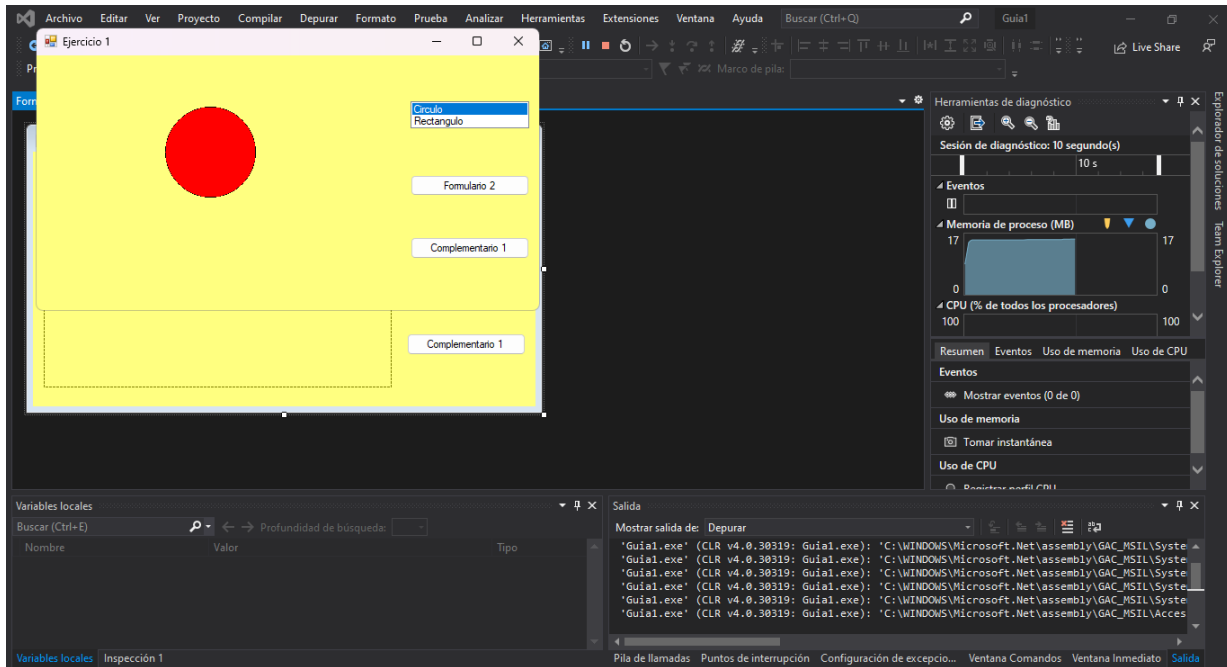 Archivo Editar Ver Proyecto Compilar Depurar Formato Prueba Analizar Herramientas Extensiones Ventana Ayuda Buscar (Ctrl+Q) Guia1
Ejercicio 1
Live Share
Pr
Marco de pila:
Form
Circulo
Rectangulo
Formulario 2
Complementario 1
Complementario 1
Herramientas de diagnóstico
Sesión de diagnóstico: 10 segundo(s)
10 s
Eventos
Memoria de proceso (MB)
17 17
0 0
CPU (% de todos los procesadores)
100 100
Resumen Eventos Uso de memoria Uso de CPU
Eventos
Mostrar eventos (0 de 0)
Uso de memoria
Tomar instantánea
Uso de CPU
Registrar perfil CPU
Explorador de soluciones
Team Explorer
Variables locales
Buscar (Ctrl+E) Profundidad de búsqueda:
Nombre Valor Tipo
Variables locales Inspección 1
Salida
Mostrar salida de: Depurar
'Guia1.exe' (CLR v4.0.30319: Guia1.exe): 'C:\WINDOWS\Microsoft.Net\assembly\GAC_MSIL\Syste
'Guia1.exe' (CLR v4.0.30319: Guia1.exe): 'C:\WINDOWS\Microsoft.Net\assembly\GAC_MSIL\Syste
'Guia1.exe' (CLR v4.0.30319: Guia1.exe): 'C:\WINDOWS\Microsoft.Net\assembly\GAC_MSIL\Syste
'Guia1.exe' (CLR v4.0.30319: Guia1.exe): 'C:\WINDOWS\Microsoft.Net\assembly\GAC_MSIL\Syste
'Guia1.exe' (CLR v4.0.30319: Guia1.exe): 'C:\WINDOWS\Microsoft.Net\assembly\GAC_MSIL\Syste
'Guia1.exe' (CLR v4.0.30319: Guia1.exe): 'C:\WINDOWS\Microsoft.Net\assembly\GAC_MSIL\Acces
Pila de llamadas Puntos de interrupción Configuración de excepcio... Ventana Comandos Ventana Inmediato Salida